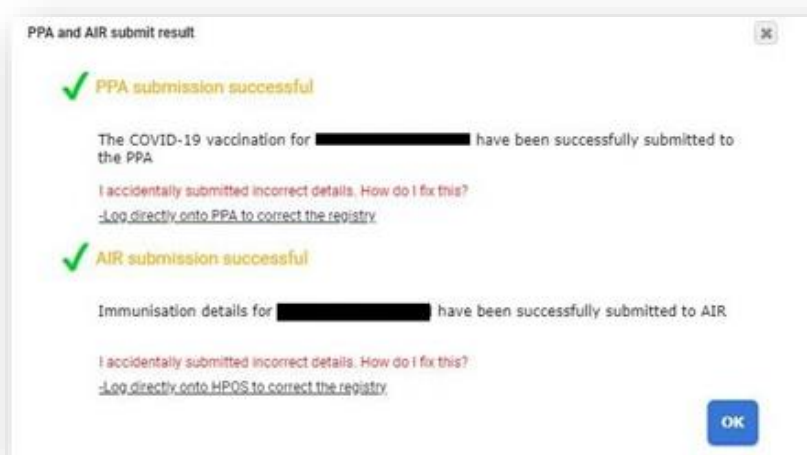 PPA and AIR submit result
PPA submission successful
The COVID-19 vaccination for have been successfully submitted to
the PPA
I accidentally submitted incorrect details. How do I fix this?
-Log directly onto PPA to correct the registry
AIR submission successful
Immunisation details for have been successfully submitted to AIR
I accidentally submitted incorrect details. How do I fix this?
-Log directly onto HPOS to correct the registry
OK